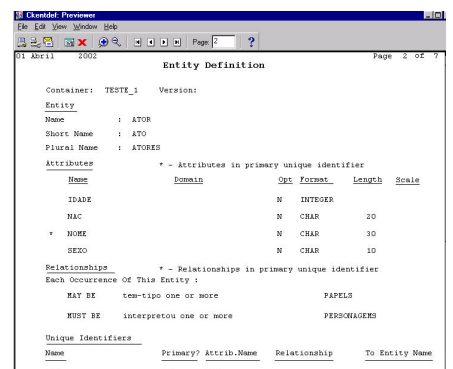 Ckentdef: Previewer
File Edit View Window Help
Page: 2
01 Abril 2002 Page 2 of 7
Entity Definition
Container: TESTE_1 Version:
Entity
Name : ATOR
Short Name : ATO
Plural Name : ATORES
Attributes * - Attributes in primary unique identifier
Name Domain Opt Format Length Scale
IDADE N INTEGER
NAC N CHAR 20
* NOME N CHAR 30
SEXO N CHAR 10
Relationships * - Relationships in primary unique identifier
Each Occurrence Of This Entity :
MAY BE tem-tipo one or more PAPELS
MUST BE interpretou one or more PERSONAGEMS
Unique Identifiers
Name Primary? Attrib.Name Relationship To Entity Name